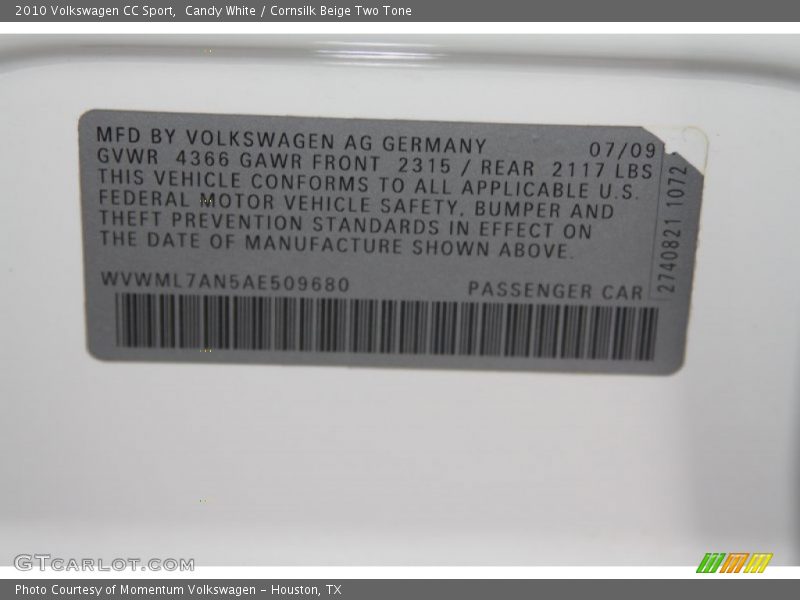 2010 Volkswagen CC Sport,  Candy White / Cornsilk Beige Two Tone
MFD BY VOLKSWAGEN AG GERMANY 07/09
GVWR 4366 GAWR FRONT 2315 / REAR 2117 LBS
THIS VEHICLE CONFORMS TO ALL APPLICABLE U.S.
FEDERAL MOTOR VEHICLE SAFETY, BUMPER AND
THEFT PREVENTION STANDARDS IN EFFECT ON
THE DATE OF MANUFACTURE SHOWN ABOVE.
WVWML7AN5AE509680 PASSENGER CAR
2740821 1072
GTCARLOT.COM
Photo Courtesy of Momentum Volkswagen - Houston, TX